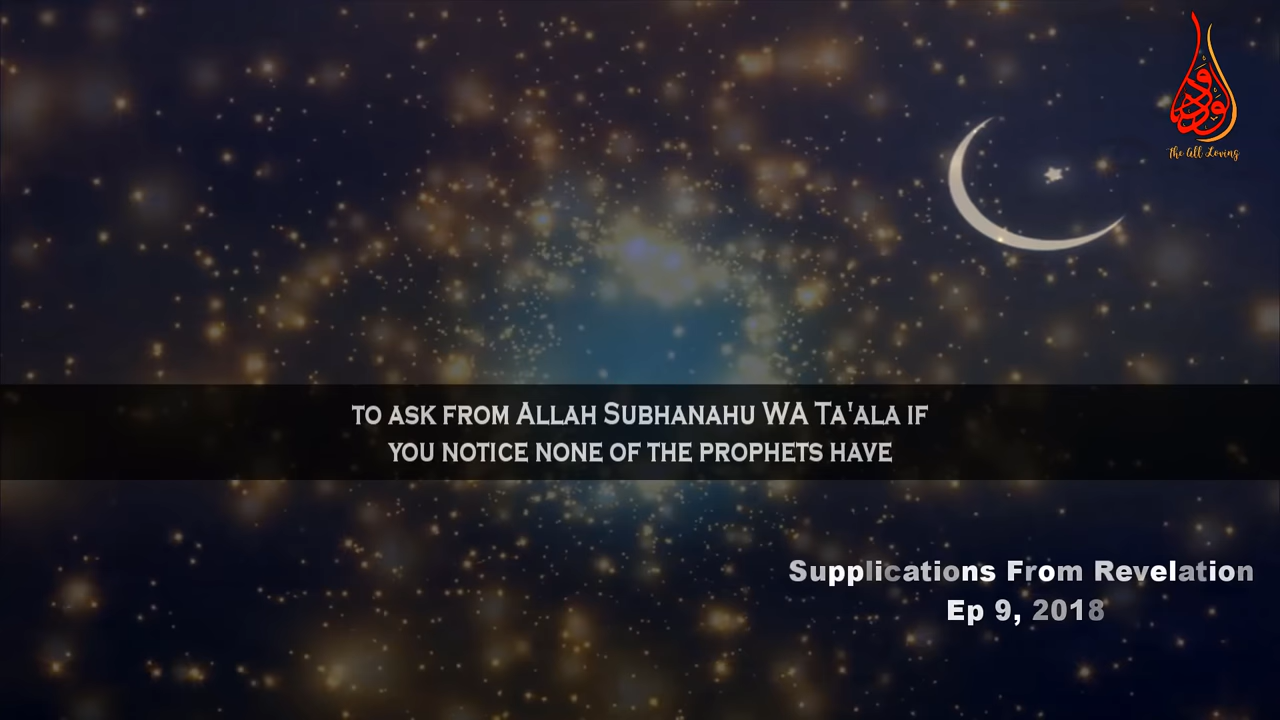 الودود
The All Loving
TO ASK FROM ALLAH SUBHANAHU WA TA'ALA IF
YOU NOTICE NONE OF THE PROPHETS HAVE
Supplications From Revelation
Ep 9, 2018